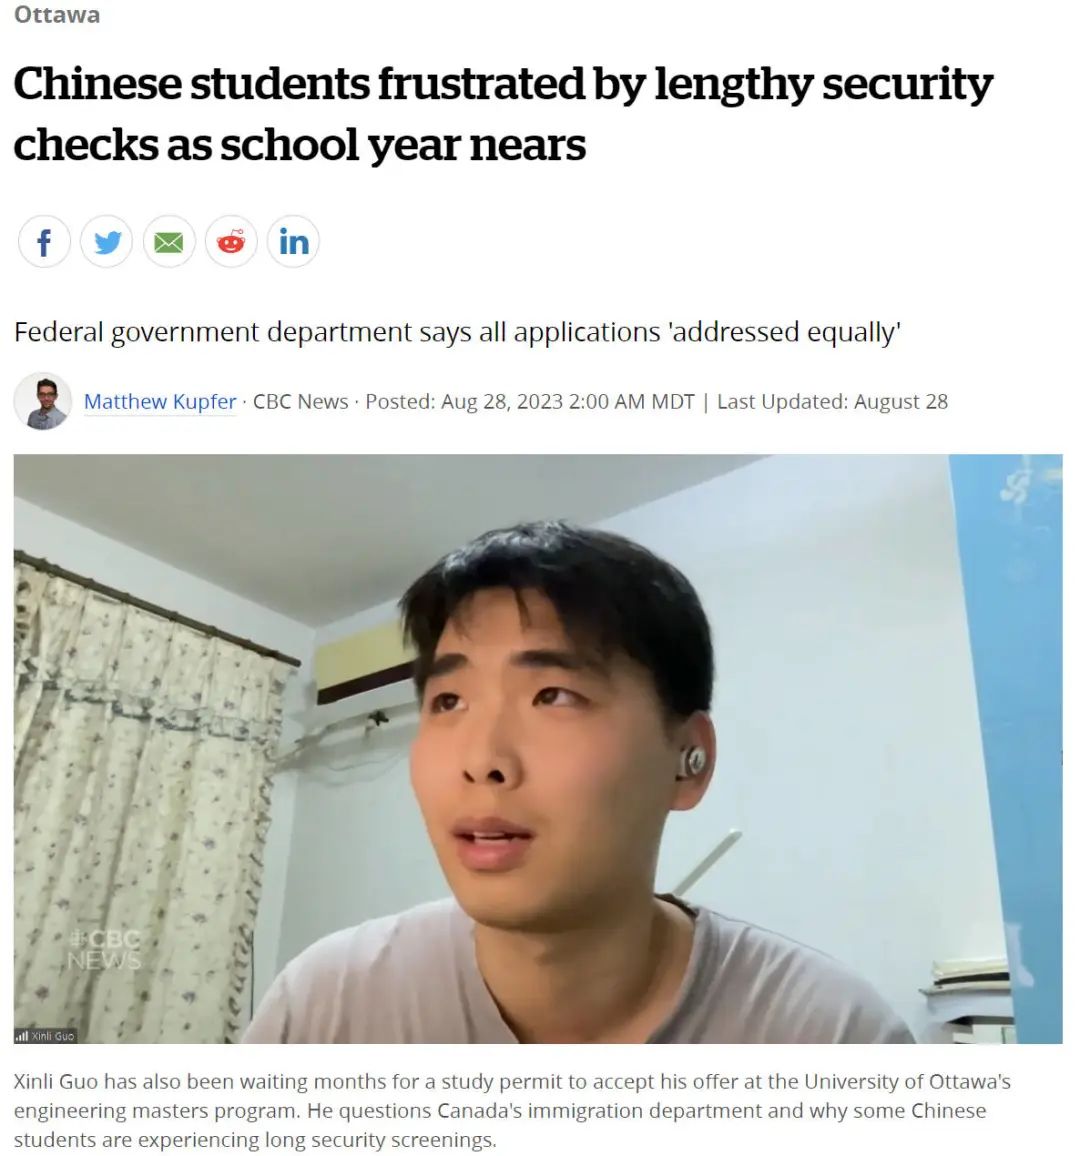 Ottawa
Chinese students frustrated by lengthy security
checks as school year nears
Federal government department says all applications 'addressed equally'
Matthew Kupfer · CBC News · Posted: Aug 28, 2023 2:00 AM MDT | Last Updated: August 28
CBC
NEWS
Xinli Guo
Xinli Guo has also been waiting months for a study permit to accept his offer at the University of Ottawa's
engineering masters program. He questions Canada's immigration department and why some Chinese
students are experiencing long security screenings.